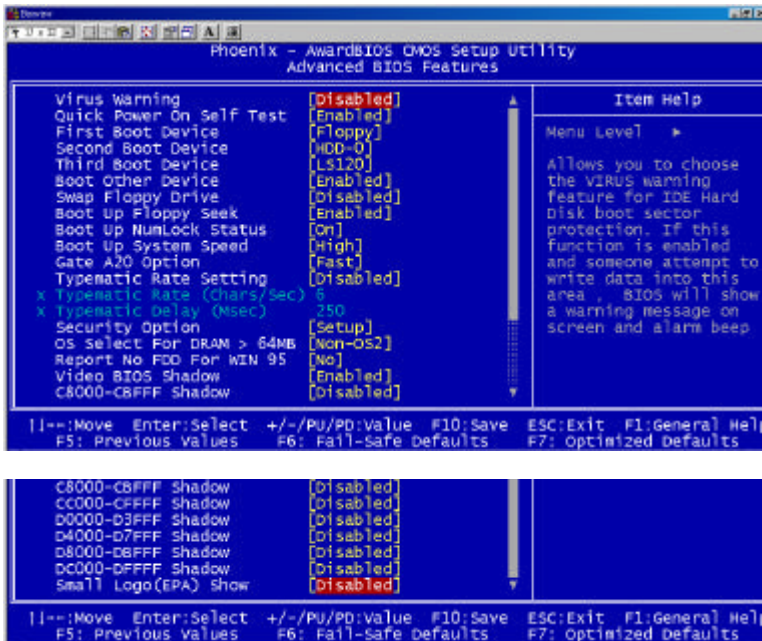 Phoenix - AwardBIOS CMOS Setup Utility
Advanced BIOS Features
Virus Warning [Disabled]
Quick Power On Self Test [Enabled]
First Boot Device [Floppy]
Second Boot Device [HDD-0]
Third Boot Device [LS120]
Boot Other Device [Enabled]
Swap Floppy Drive [Disabled]
Boot Up Floppy Seek [Enabled]
Boot Up NumLock Status [On]
Boot Up System Speed [High]
Gate A20 Option [Fast]
Typematic Rate Setting [Disabled]
x Typematic Rate (Chars/Sec) 6
x Typematic Delay (Msec) 250
Security Option [Setup]
OS Select For DRAM > 64MB [Non-OS2]
Report No FDD For WIN 95 [No]
Video BIOS Shadow [Enabled]
C8000-CBFFF Shadow [Disabled]
Item Help
Menu Level ►
Allows you to choose
the VIRUS warning
feature for IDE Hard
Disk boot sector
protection. If this
function is enabled
and someone attempt to
write data into this
area , BIOS will show
a warning message on
screen and alarm beep
:Move Enter:Select +/-/PU/PD:Value F10:Save ESC:Exit F1:General Help
F5: Previous Values F6: Fail-Safe Defaults F7: Optimized Defaults
C8000-CBFFF Shadow [Disabled]
CC000-CFFFF Shadow [Disabled]
D0000-D3FFF Shadow [Disabled]
D4000-D7FFF Shadow [Disabled]
D8000-DBFFF Shadow [Disabled]
DC000-DFFFF Shadow [Disabled]
Small Logo(EPA) Show [Disabled]
:Move Enter:Select +/-/PU/PD:Value F10:Save ESC:Exit F1:General Help
F5: Previous Values F6: Fail-Safe Defaults F7: Optimized Defaults